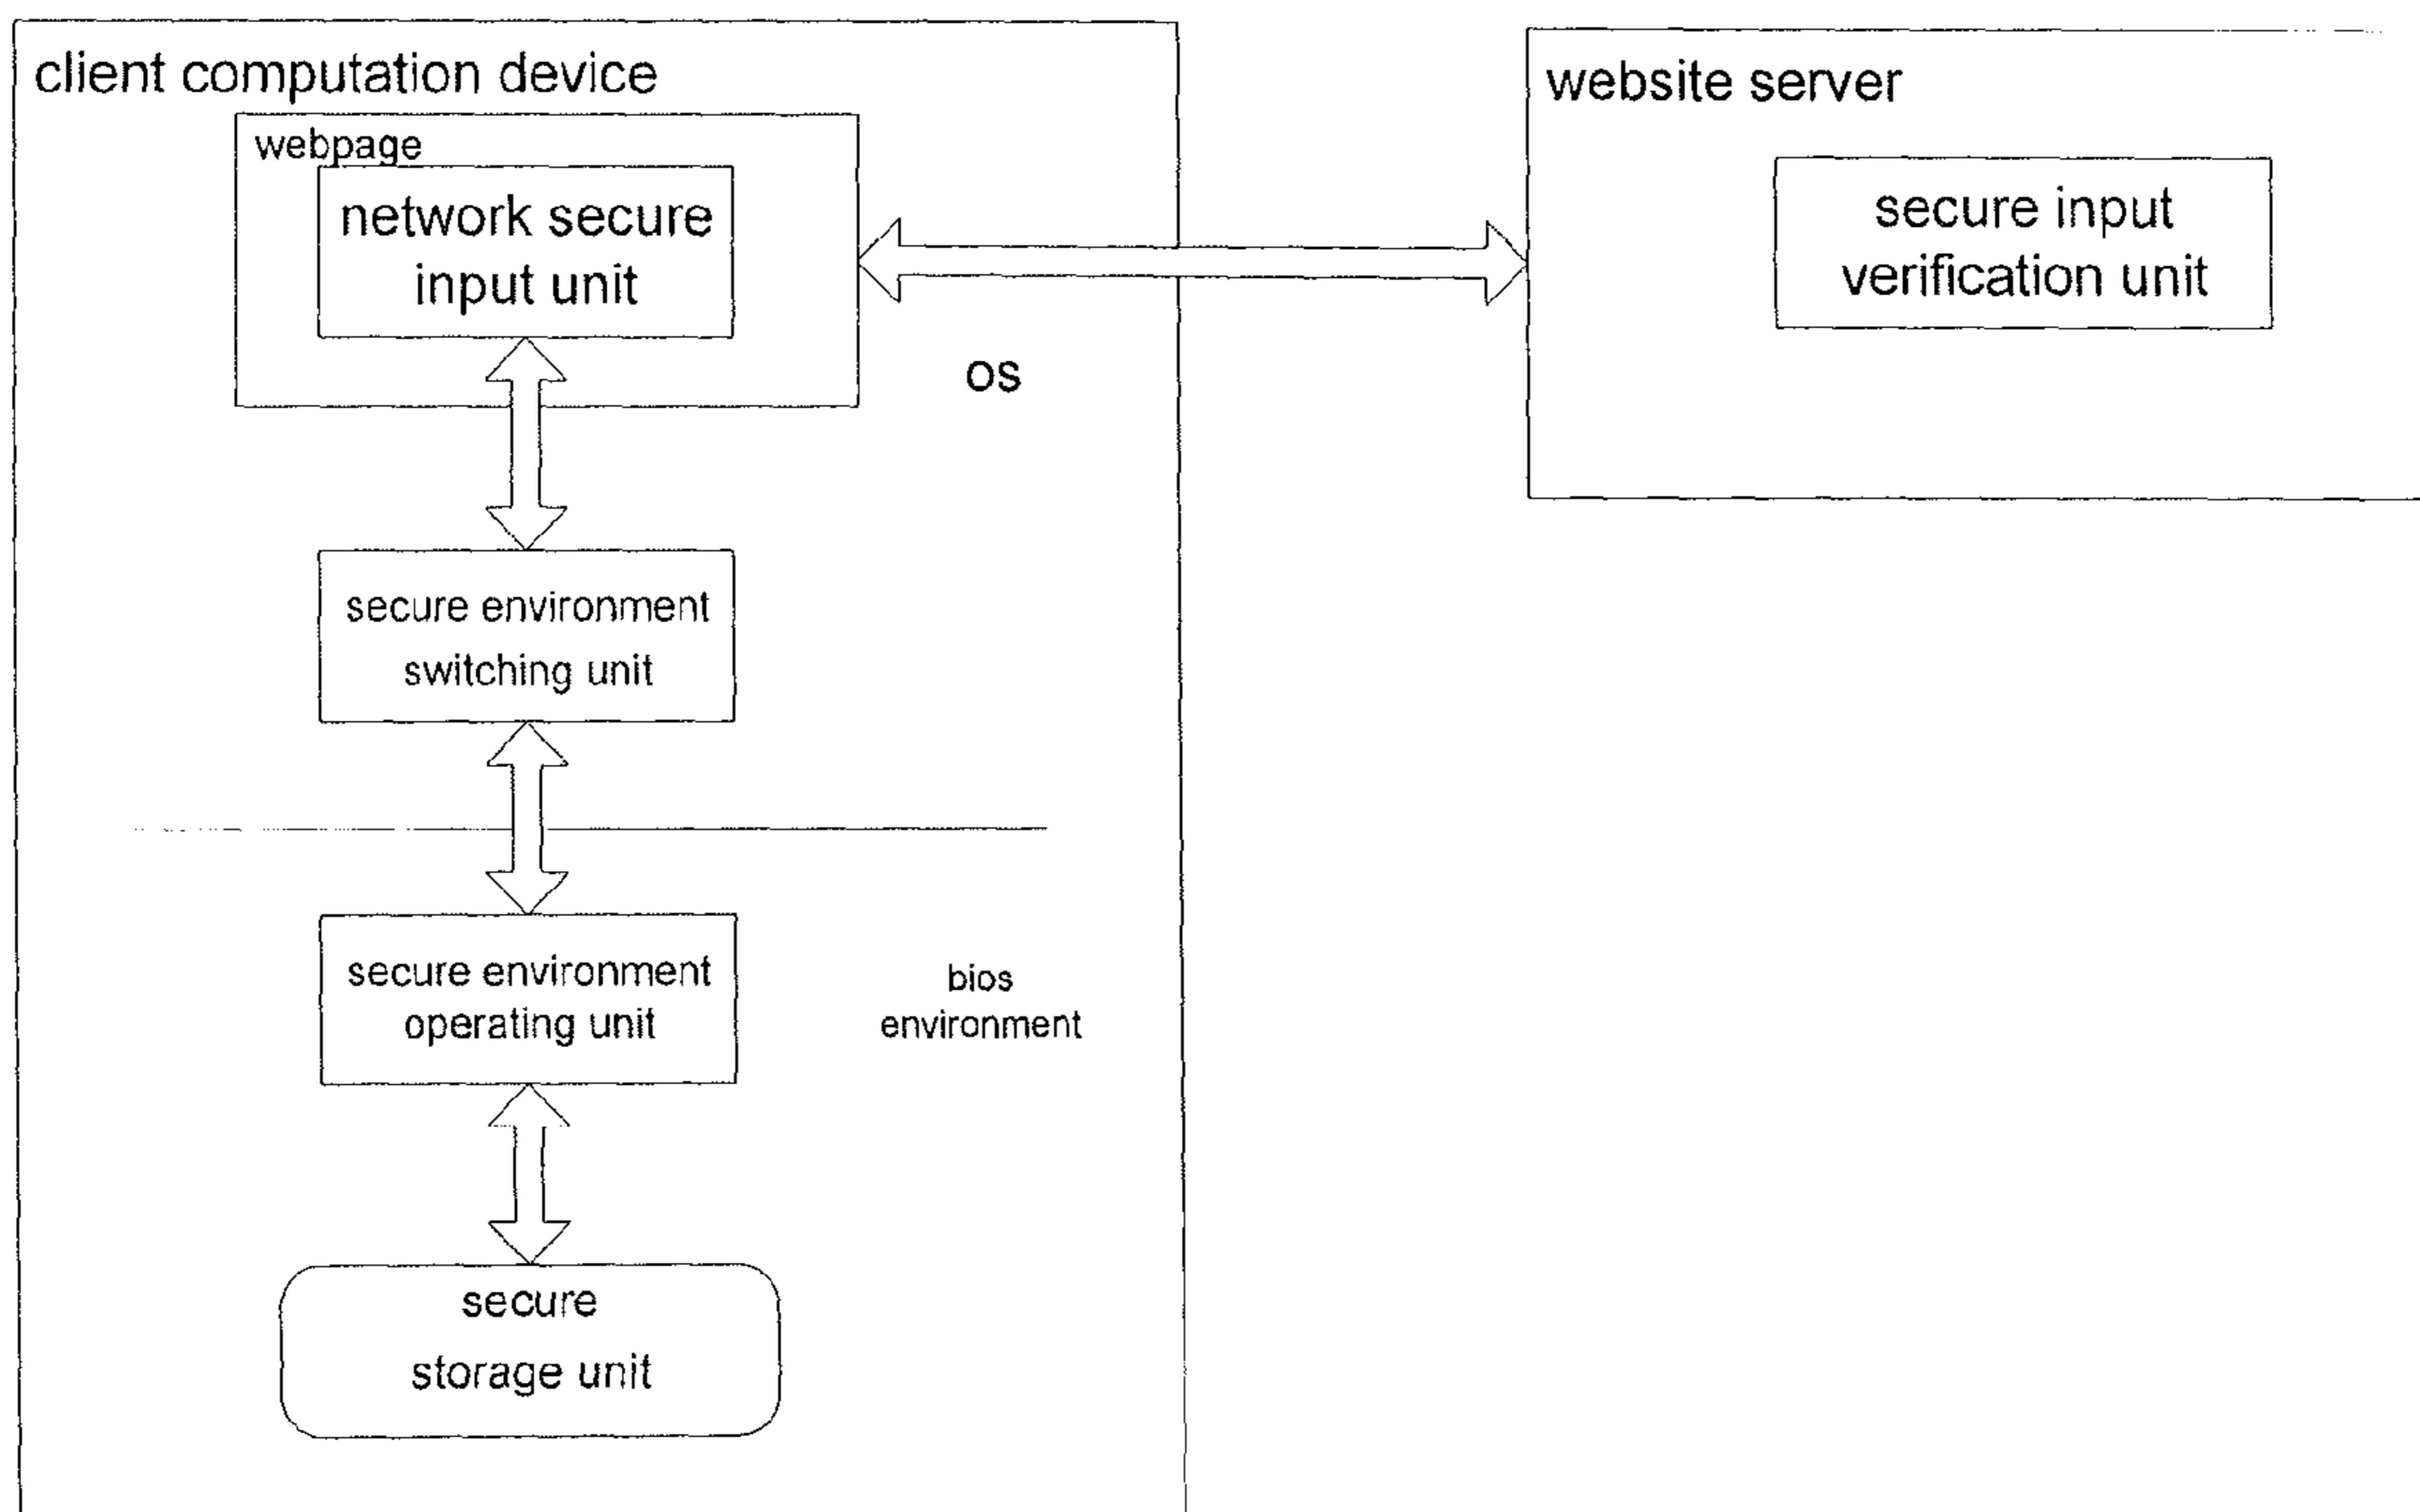 client computation device
webpage
network secure
input unit
os
secure environment
switching unit
secure environment
operating unit
bios
environment
secure
storage unit
website server
secure input
verification unit